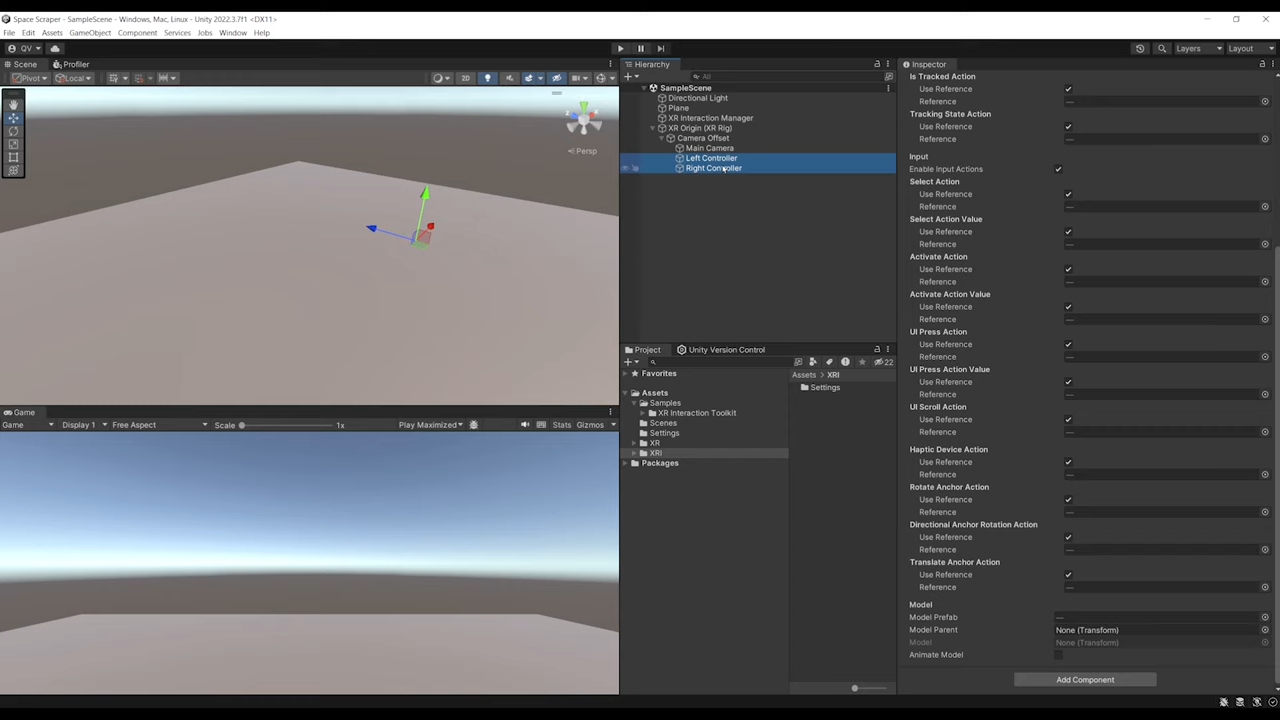 Space Scraper - SampleScene - Windows, Mac, Linux - Unity 2022.3.7f1 <DX11>
File Edit Assets GameObject Component Services Jobs Window Help
QV Layers Layout
Scene Profiler
Pivot Local 2D
Persp
Game
Game Display 1 Free Aspect Scale 1x Play Maximized Stats Gizmos
Hierarchy
All
SampleScene
Directional Light
Plane
XR Interaction Manager
XR Origin (XR Rig)
Camera Offset
Main Camera
Left Controller
Right Controller
Project Unity Version Control
22
Favorites
Assets
Samples
XR Interaction Toolkit
Scenes
Settings
XR
XRI
Packages
Assets > XRI
Settings
Inspector
Is Tracked Action
Use Reference
Reference —
Tracking State Action
Use Reference
Reference —
Input
Enable Input Actions
Select Action
Use Reference
Reference —
Select Action Value
Use Reference
Reference —
Activate Action
Use Reference
Reference —
Activate Action Value
Use Reference
Reference —
UI Press Action
Use Reference
Reference —
UI Press Action Value
Use Reference
Reference —
UI Scroll Action
Use Reference
Reference —
Haptic Device Action
Use Reference
Reference —
Rotate Anchor Action
Use Reference
Reference —
Directional Anchor Rotation Action
Use Reference
Reference —
Translate Anchor Action
Use Reference
Reference —
Model
Model Prefab —
Model Parent None (Transform)
Model None (Transform)
Animate Model
Add Component